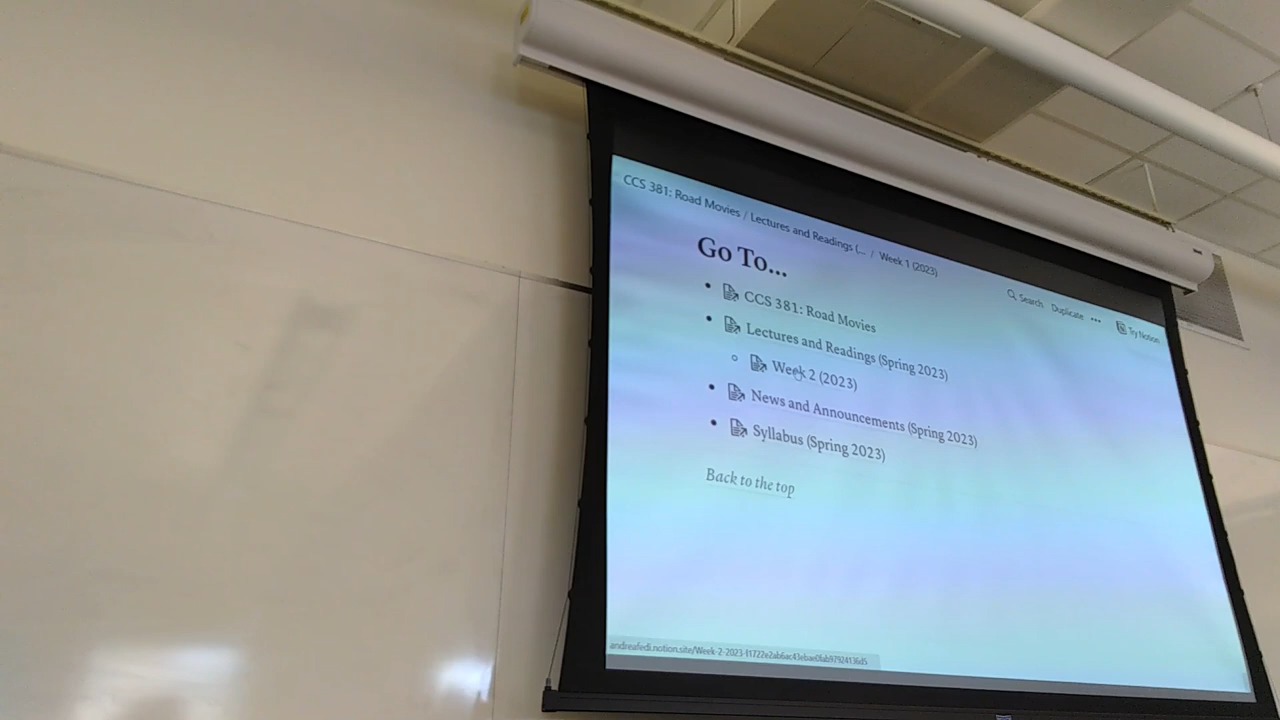 CCS 381: Road Movies / Lectures and Readings (... / Week 1 (2023)
Search Duplicate ••• Try Notion
Go To...
CCS 381: Road Movies
Lectures and Readings (Spring 2023)
Week 2 (2023)
News and Announcements (Spring 2023)
Syllabus (Spring 2023)
Back to the top